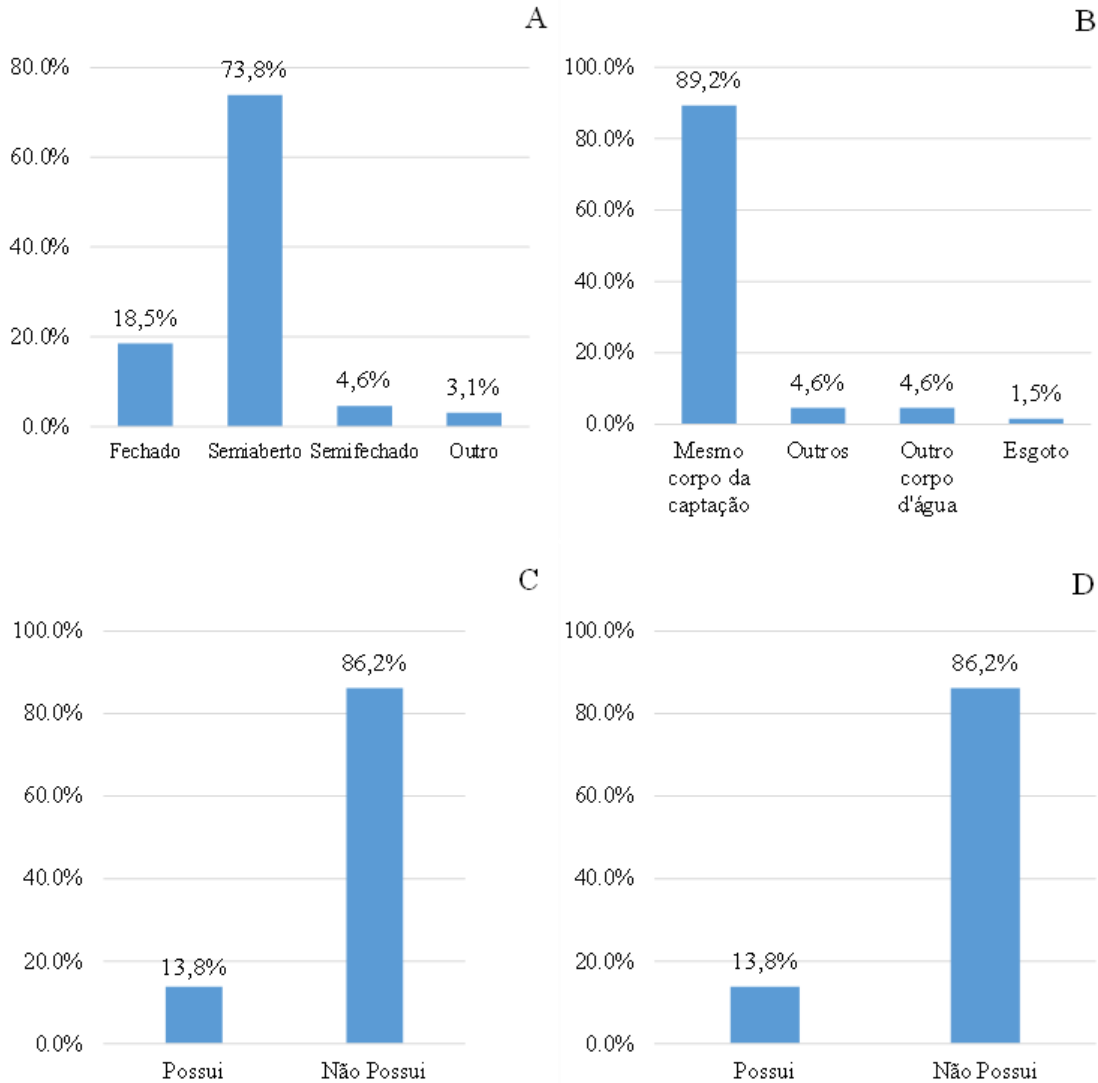 A
80.0%
60.0%
40.0%
20.0%
0.0%
73,8%
18,5%
4,6%
3,1%
Fechado Semiaberto Semifechado Outro
B
100.0%
80.0%
60.0%
40.0%
20.0%
0.0%
89,2%
4,6%
4,6%
1,5%
Mesmo
corpo da
captação
Outros
Outro
corpo
d'água
Esgoto
C
100.0%
80.0%
60.0%
40.0%
20.0%
0.0%
86,2%
13,8%
Possui Não Possui
D
100.0%
80.0%
60.0%
40.0%
20.0%
0.0%
86,2%
13,8%
Possui Não Possui